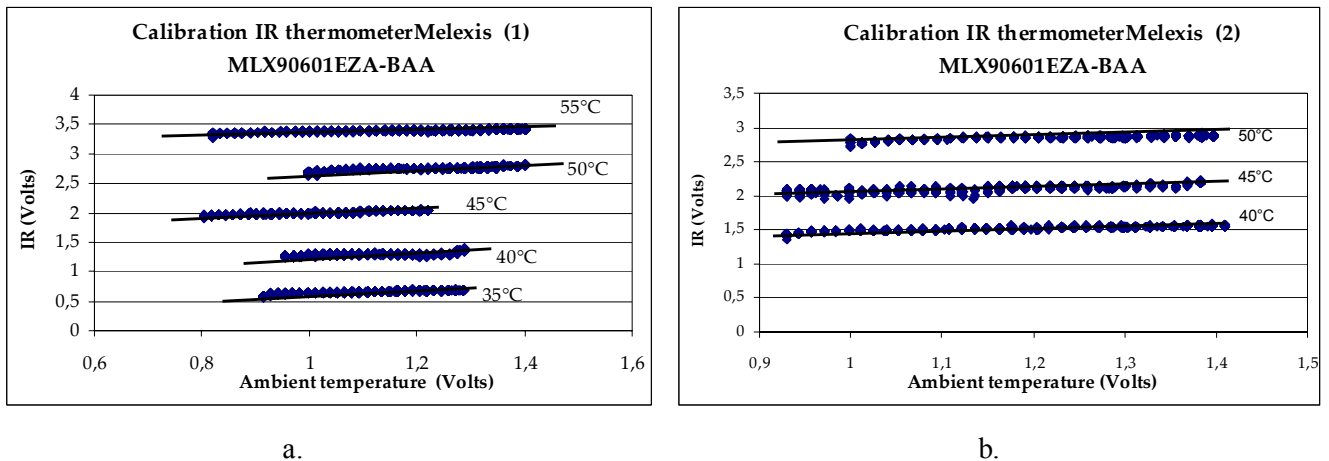 Calibration IR thermometerMelexis (1)
MLX90601EZA-BAA
4
3,5
3
2,5
2
1,5
1
0,5
0
IR (Volts)
55°C
50°C
45°C
40°C
35°C
0,6 0,8 1 1,2 1,4 1,6
Ambient temperature (Volts)
a.
Calibration IR thermometerMelexis (2)
MLX90601EZA-BAA
3,5
3
2,5
2
1,5
1
0,5
0
IR (Volts)
50°C
45°C
40°C
0,9 1 1,1 1,2 1,3 1,4 1,5
Ambient temperature (Volts)
b.